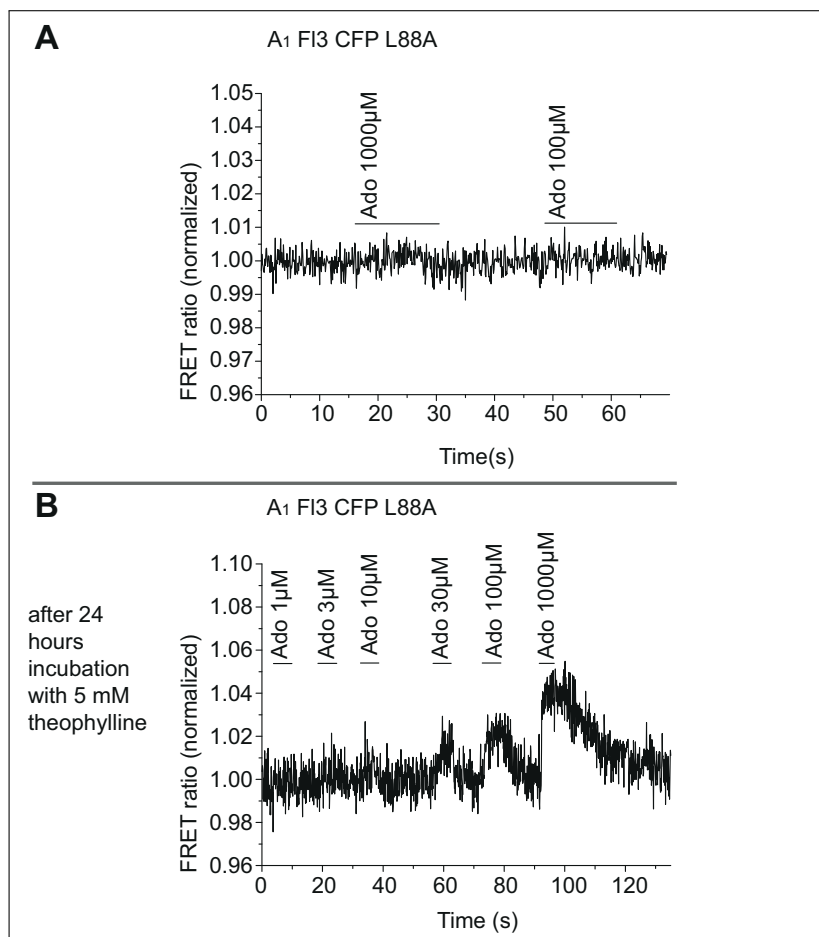 A
A1 Fl3 CFP L88A
FRET ratio (normalized)
1.05
1.04
1.03
1.02
1.01
1.00
0.99
0.98
0.97
0.96
Ado 1000µM
Ado 100µM
0 10 20 30 40 50 60
Time(s)
B
A1 Fl3 CFP L88A
after 24
hours
incubation
with 5 mM
theophylline
FRET ratio (normalized)
1.10
1.08
1.06
1.04
1.02
1.00
0.98
0.96
Ado 1µM
Ado 3µM
Ado 10µM
Ado 30µM
Ado 100µM
Ado 1000µM
0 20 40 60 80 100 120
Time (s)